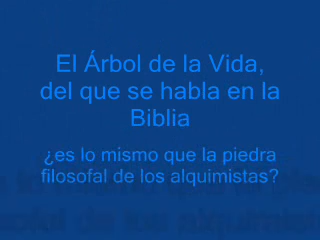 El Árbol de la Vida,
del que se habla en la
Biblia
¿es lo mismo que la piedra
filosofal de los alquimistas?